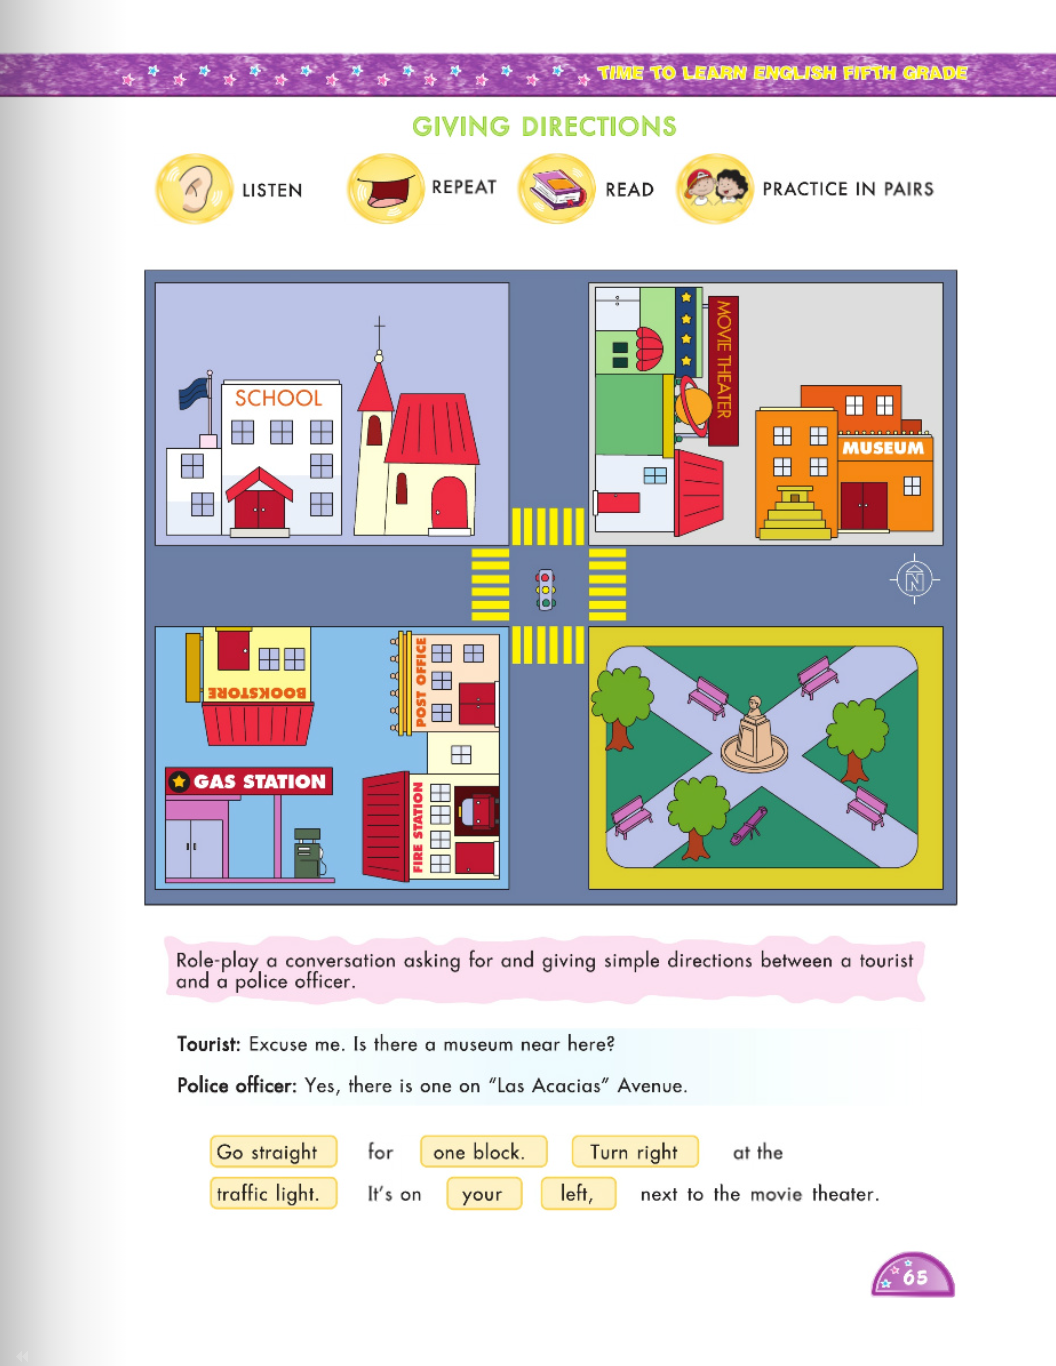 TIME TO LEARN ENGLISH FIFTH GRADE
GIVING DIRECTIONS
LISTEN
REPEAT
READ
PRACTICE IN PAIRS
SCHOOL
MOVIE THEATER
MUSEUM
N
BOOKSTORE
POST OFFICE
GAS STATION
FIRE STATION
Role-play a conversation asking for and giving simple directions between a tourist
and a police officer.
Tourist: Excuse me. Is there a museum near here?
Police officer: Yes, there is one on “Las Acacias” Avenue.
Go straight for one block. Turn right at the
traffic light. It's on your left, next to the movie theater.
65